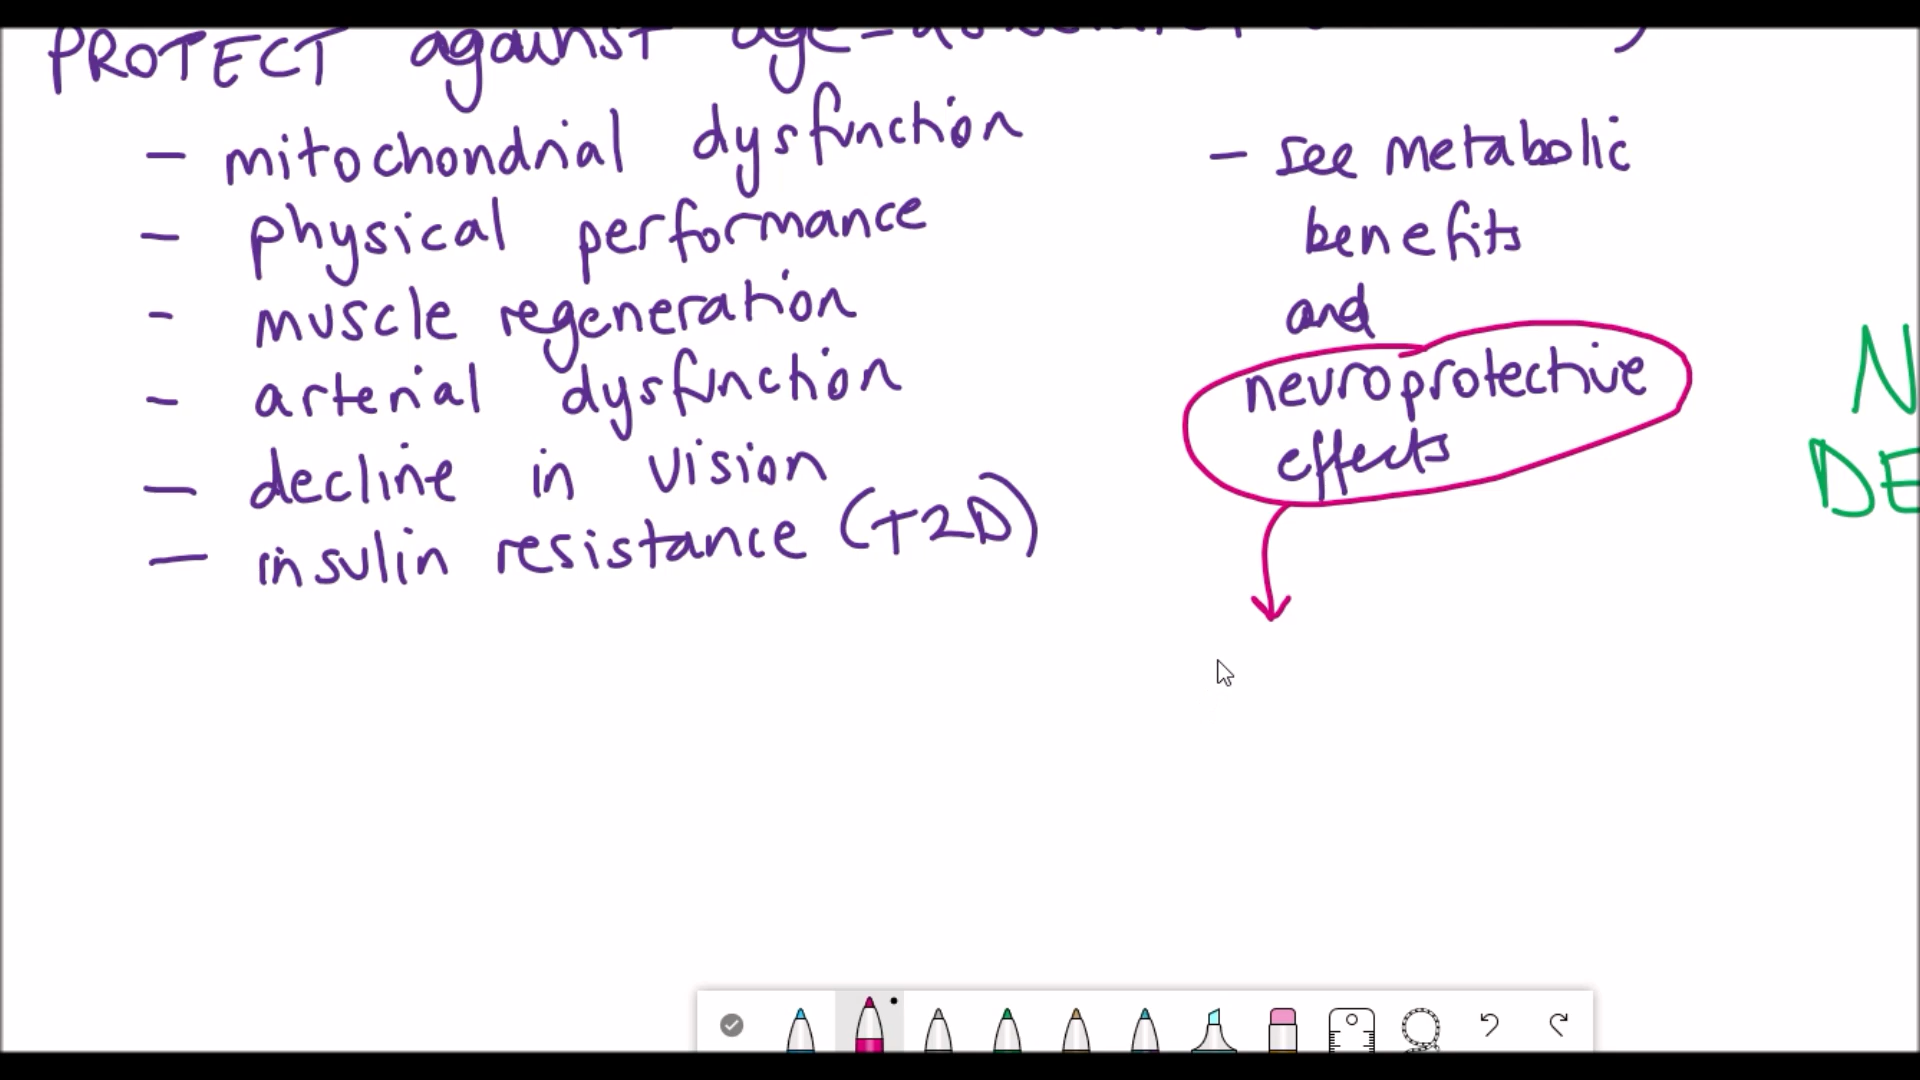 PROTECT against
- mitochondrial dysfunction
- physical performance
- muscle regeneration
- arterial dysfunction
- decline in vision
- insulin resistance (T2D)
- see metabolic
benefits
and
neuroprotective
effects
N
DE